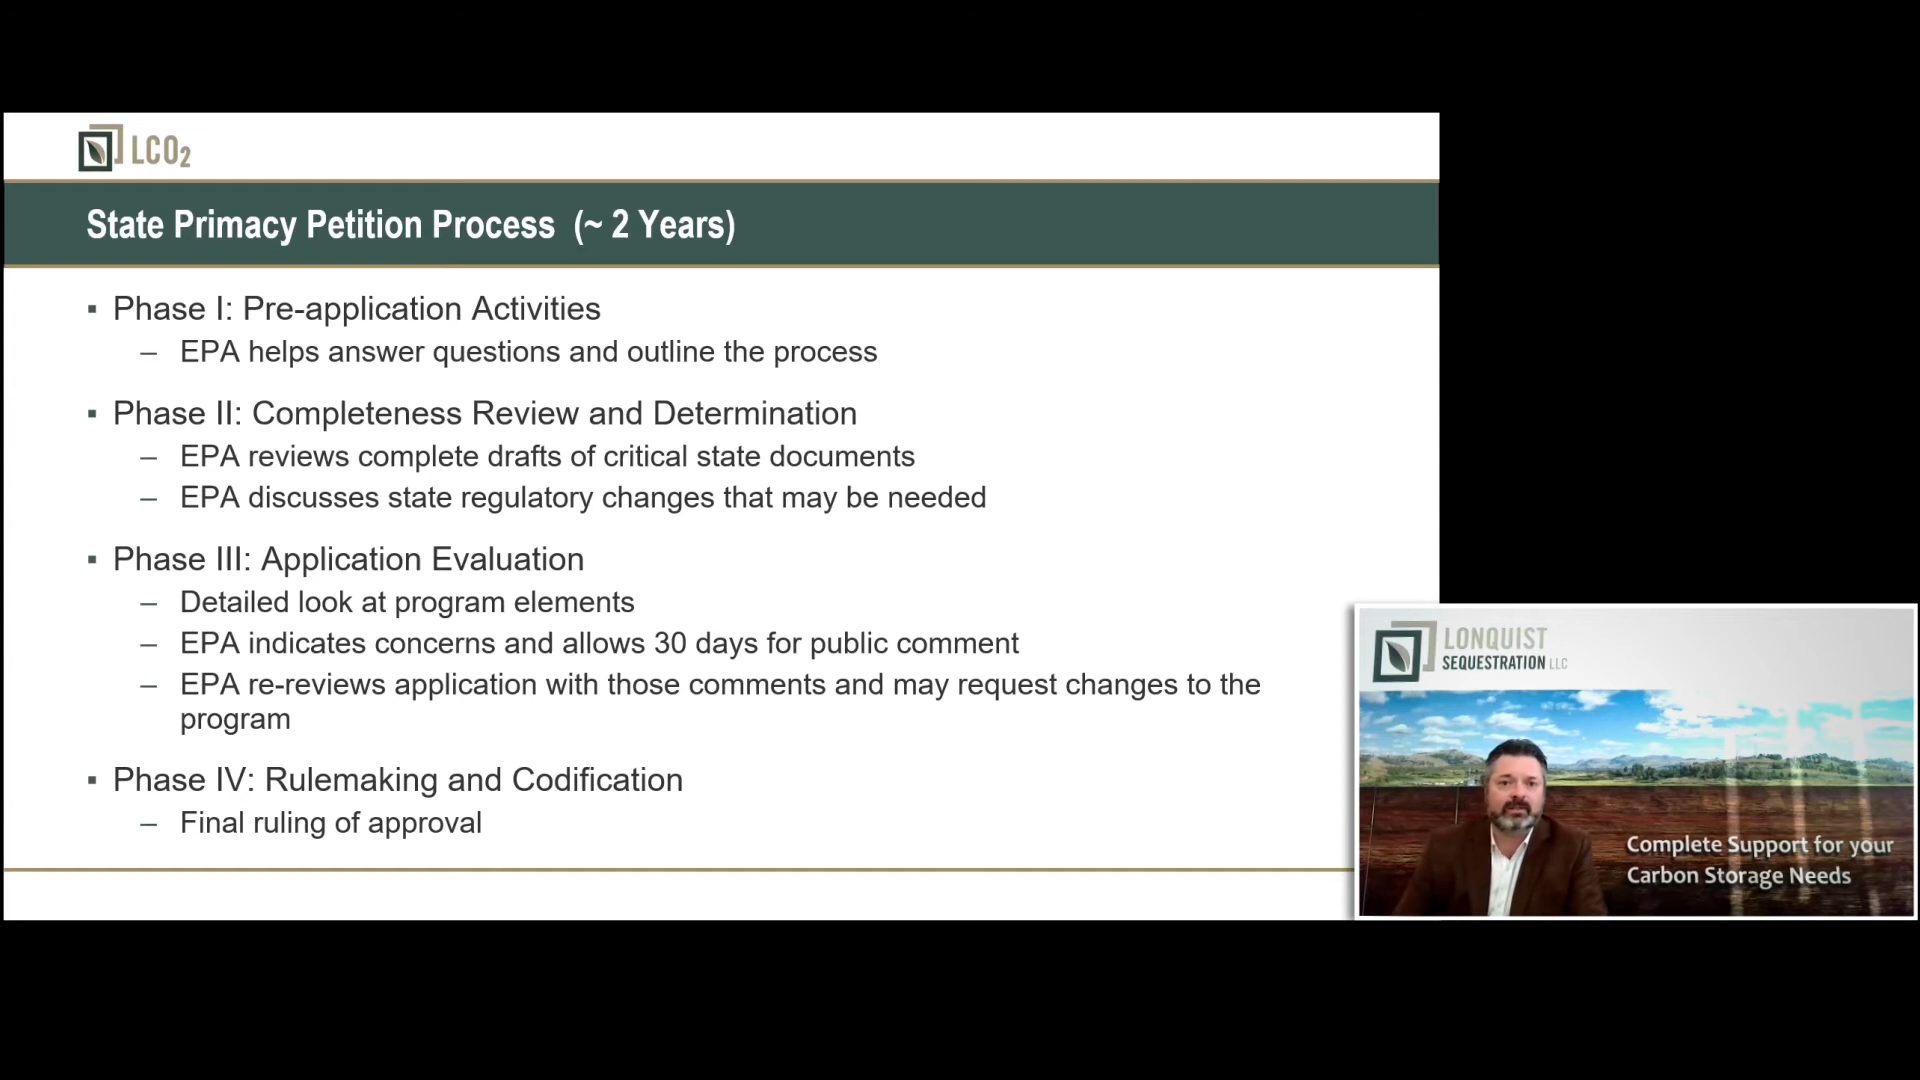 LCO2
State Primacy Petition Process (~ 2 Years)
▪ Phase I: Pre-application Activities
– EPA helps answer questions and outline the process
▪ Phase II: Completeness Review and Determination
– EPA reviews complete drafts of critical state documents
– EPA discusses state regulatory changes that may be needed
▪ Phase III: Application Evaluation
– Detailed look at program elements
– EPA indicates concerns and allows 30 days for public comment
– EPA re-reviews application with those comments and may request changes to the
program
▪ Phase IV: Rulemaking and Codification
– Final ruling of approval
LONQUIST
SEQUESTRATION LLC
Complete Support for your
Carbon Storage Needs